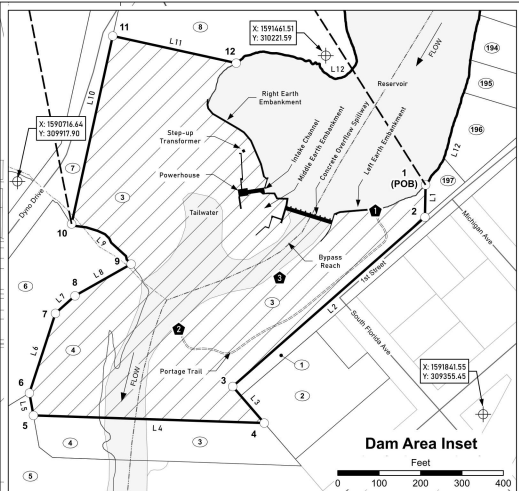 8
194
195
196
197
11
L11
12
X: 1591461.51
Y: 310221.59
FLOW
L12
Reservoir
Right Earth
Embankment
Intake Channel
Middle Earth Embankment
Concrete Overflow Spillway
Left Earth Embankment
Step-up
Transformer
L10
X: 1590716.64
Y: 309917.90
7
3
Powerhouse
1
(POB)
L12
L1
2
Dyno Drive
Tailwater
1
Michigan Ave
10
L9
Bypass
Reach
1st Street
9
3
3
6
8
L8
L7
7
4
2
L2
South Florida Ave
L6
FLOW
Portage Trail
1
X: 1591841.55
Y: 309355.45
3
2
6
L5
L3
5
L4
4
4
3
5
Dam Area Inset
Feet
0 100 200 300 400